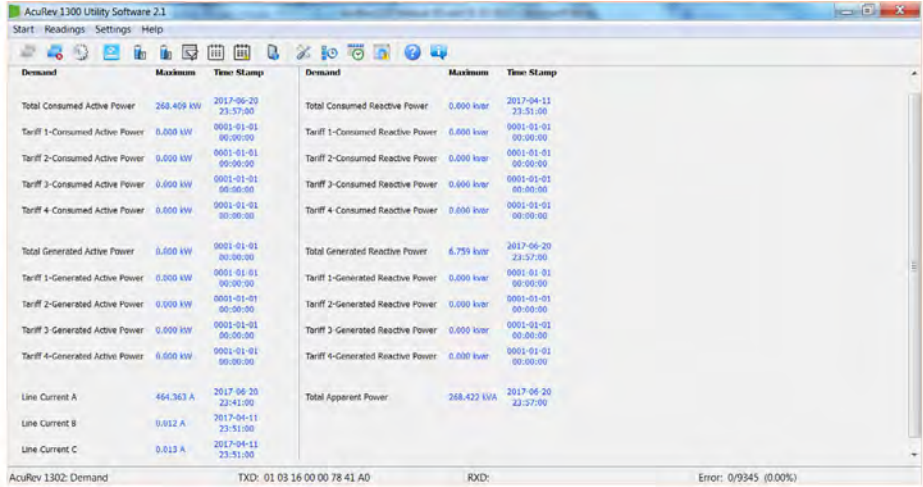 AcuRev 1300 Utility Software 2.1
Start Readings Settings Help
Demand Maximum Time Stamp Demand Maximum Time Stamp
Total Consumed Active Power 268.409 kW 2017-06-20 23:57:00 Total Consumed Reactive Power 0.000 kvar 2017-04-11 23:51:00
Tariff 1-Consumed Active Power 0.000 kW 0001-01-01 00:00:00 Tariff 1-Consumed Reactive Power 0.000 kvar 0001-01-01 00:00:00
Tariff 2-Consumed Active Power 0.000 kW 0001-01-01 00:00:00 Tariff 2-Consumed Reactive Power 0.000 kvar 0001-01-01 00:00:00
Tariff 3-Consumed Active Power 0.000 kW 0001-01-01 00:00:00 Tariff 3-Consumed Reactive Power 0.000 kvar 0001-01-01 00:00:00
Tariff 4-Consumed Active Power 0.000 kW 0001-01-01 00:00:00 Tariff 4-Consumed Reactive Power 0.000 kvar 0001-01-01 00:00:00
Total Generated Active Power 0.000 kW 0001-01-01 00:00:00 Total Generated Reactive Power 6.759 kvar 2017-06-20 23:57:00
Tariff 1-Generated Active Power 0.000 kW 0001-01-01 00:00:00 Tariff 1-Generated Reactive Power 0.000 kvar 0001-01-01 00:00:00
Tariff 2-Generated Active Power 0.000 kW 0001-01-01 00:00:00 Tariff 2-Generated Reactive Power 0.000 kvar 0001-01-01 00:00:00
Tariff 3-Generated Active Power 0.000 kW 0001-01-01 00:00:00 Tariff 3-Generated Reactive Power 0.000 kvar 0001-01-01 00:00:00
Tariff 4-Generated Active Power 0.000 kW 0001-01-01 00:00:00 Tariff 4-Generated Reactive Power 0.000 kvar 0001-01-01 00:00:00
Line Current A 464.363 A 2017-06-20 23:41:00 Total Apparent Power 268.422 kVA 2017-06-20 23:57:00
Line Current B 0.012 A 2017-04-11 23:51:00
Line Current C 0.013 A 2017-04-11 23:51:00
AcuRev 1302: Demand TXD: 01 03 16 00 00 78 41 A0 RXD: Error: 0/9345 (0.00%)